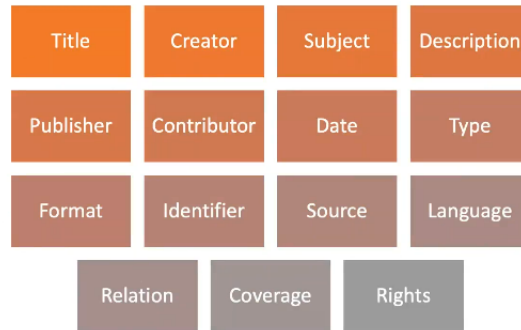 Title Creator Subject Description
Publisher Contributor Date Type
Format Identifier Source Language
Relation Coverage Rights